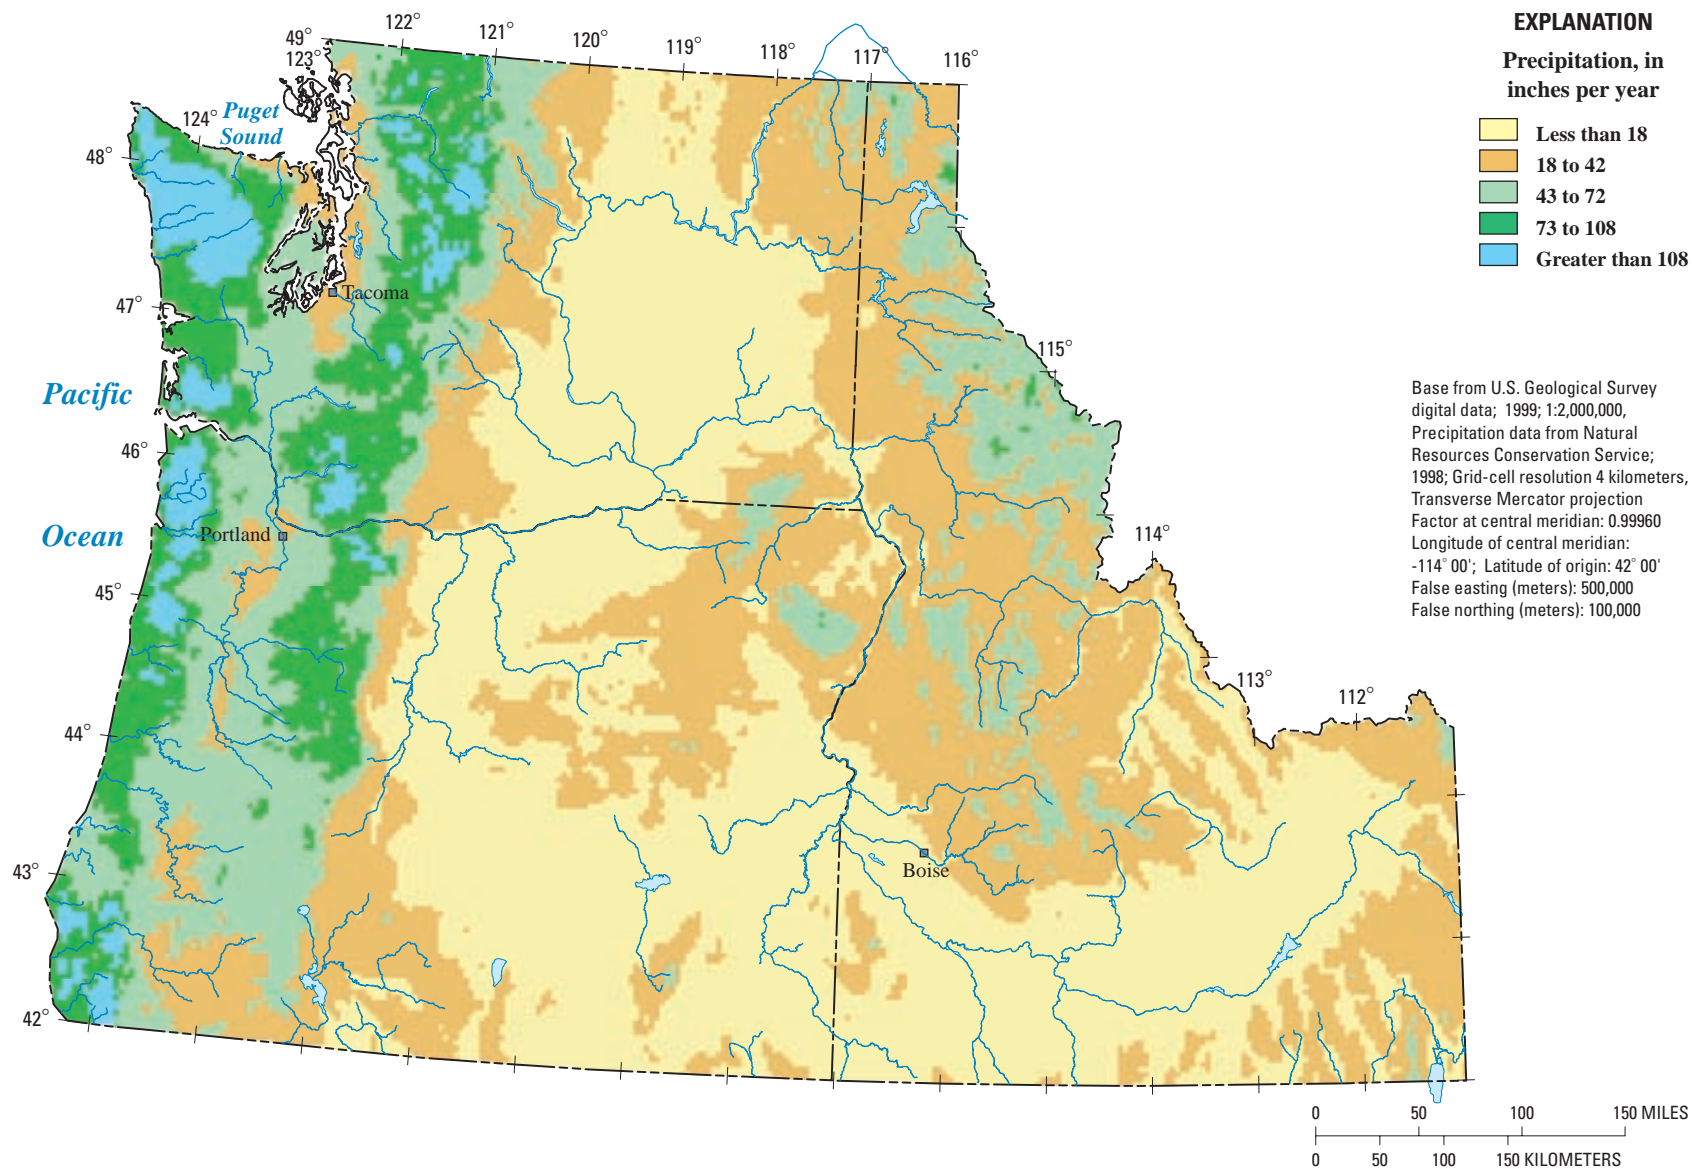 EXPLANATION
Precipitation, in
inches per year
Less than 18
18 to 42
43 to 72
73 to 108
Greater than 108
49°
123°
122°
121°
120°
119°
118°
117°
116°
124°
Puget
Sound
48°
Tacoma
47°
115°
Pacific
Base from U.S. Geological Survey
digital data; 1999; 1:2,000,000,
Precipitation data from Natural
Resources Conservation Service;
1998; Grid-cell resolution 4 kilometers,
Transverse Mercator projection
Factor at central meridian: 0.99960
Longitude of central meridian:
-114° 00'; Latitude of origin: 42° 00'
False easting (meters): 500,000
False northing (meters): 100,000
46°
Ocean
Portland
114°
45°
113°
112°
44°
43°
Boise
42°
0 50 100 150 MILES
0 50 100 150 KILOMETERS